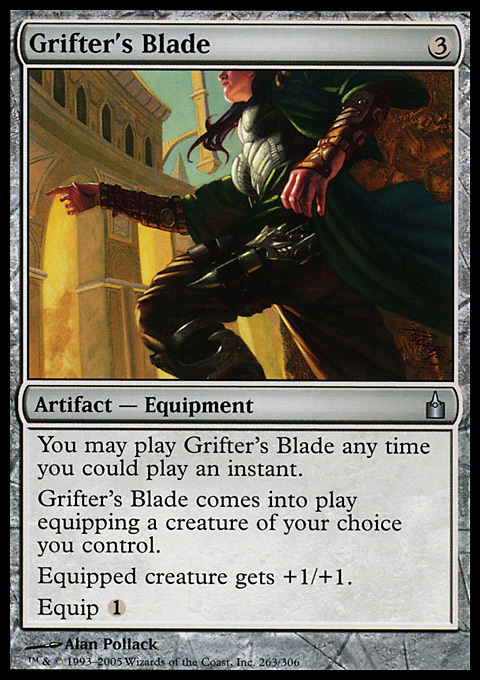 Grifter's Blade 3
Artifact — Equipment
You may play Grifter's Blade any time
you could play an instant.
Grifter's Blade comes into play
equipping a creature of your choice
you control.
Equipped creature gets +1/+1.
Equip 1
Alan Pollack
™ & © 1993–2005 Wizards of the Coast, Inc. 263/306